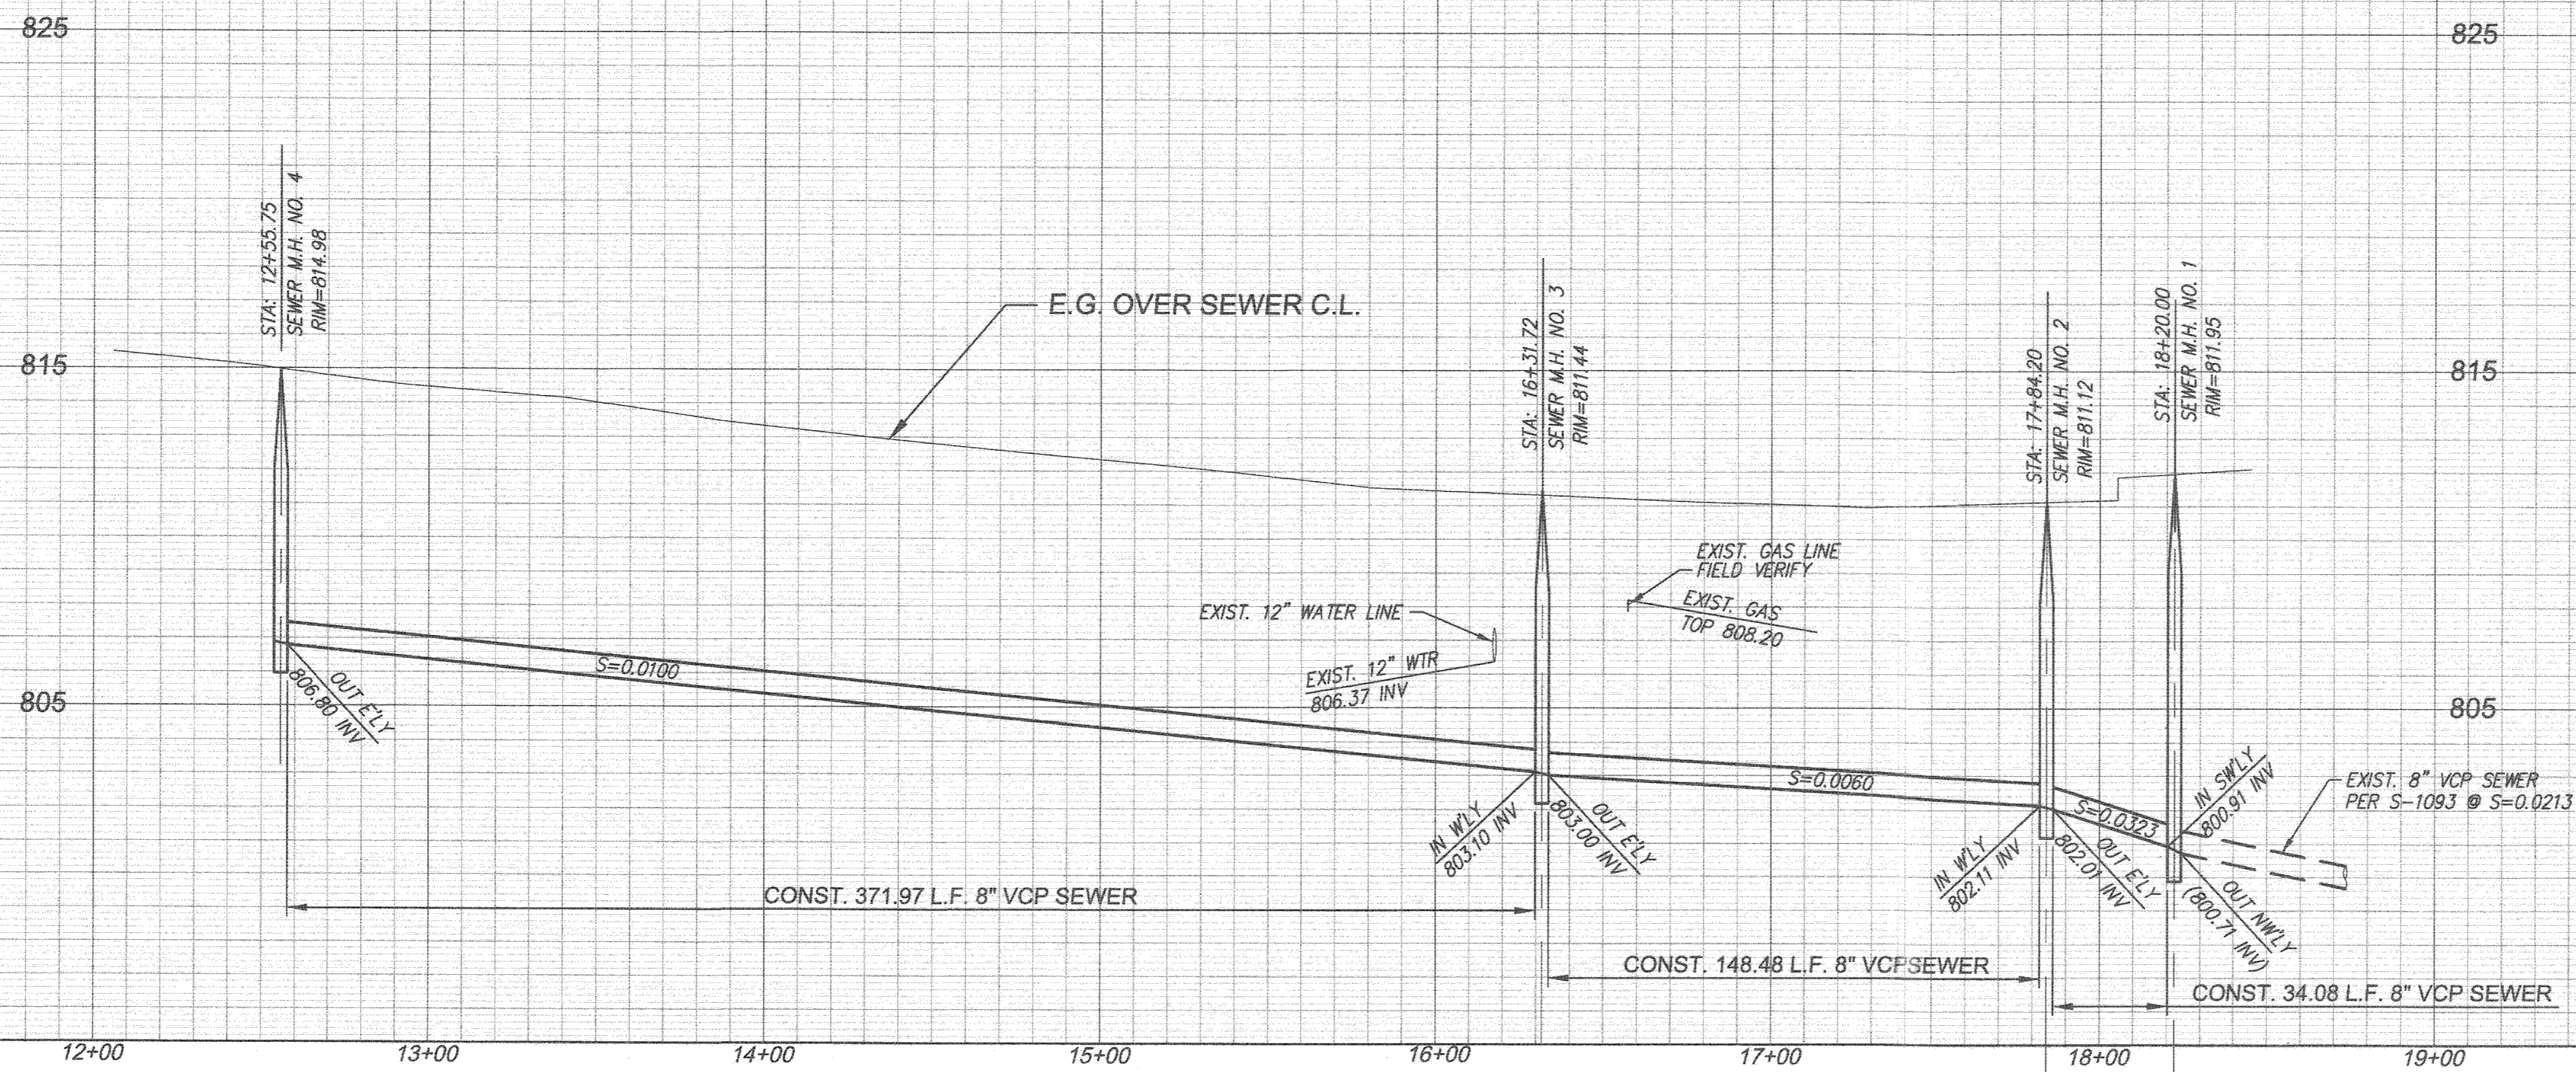 825
825
STA: 12+55.75
SEWER M.H. NO. 4
RIM=814.98
E.G. OVER SEWER C.L.
STA: 16+31.72
SEWER M.H. NO. 3
RIM=811.44
STA: 17+84.20
SEWER M.H. NO. 2
RIM=811.12
STA: 18+20.00
SEWER M.H. NO. 1
RIM=811.95
815
815
EXIST. GAS LINE
FIELD VERIFY
EXIST. GAS
TOP 808.20
EXIST. 12" WATER LINE
EXIST. 12" WTR
806.37 INV
S=0.0100
OUT E'LY
806.80 INV
805
805
S=0.0060
S=0.0323
IN SW'LY
800.91 INV
EXIST. 8" VCP SEWER
PER S-1093 @ S=0.0213
IN W'LY
803.10 INV
OUT E'LY
803.00 INV
IN W'LY
802.11 INV
OUT E'LY
802.01 INV
OUT NW'LY
(800.71 INV)
CONST. 371.97 L.F. 8" VCP SEWER
CONST. 148.48 L.F. 8" VCP SEWER
CONST. 34.08 L.F. 8" VCP SEWER
12+00
13+00
14+00
15+00
16+00
17+00
18+00
19+00